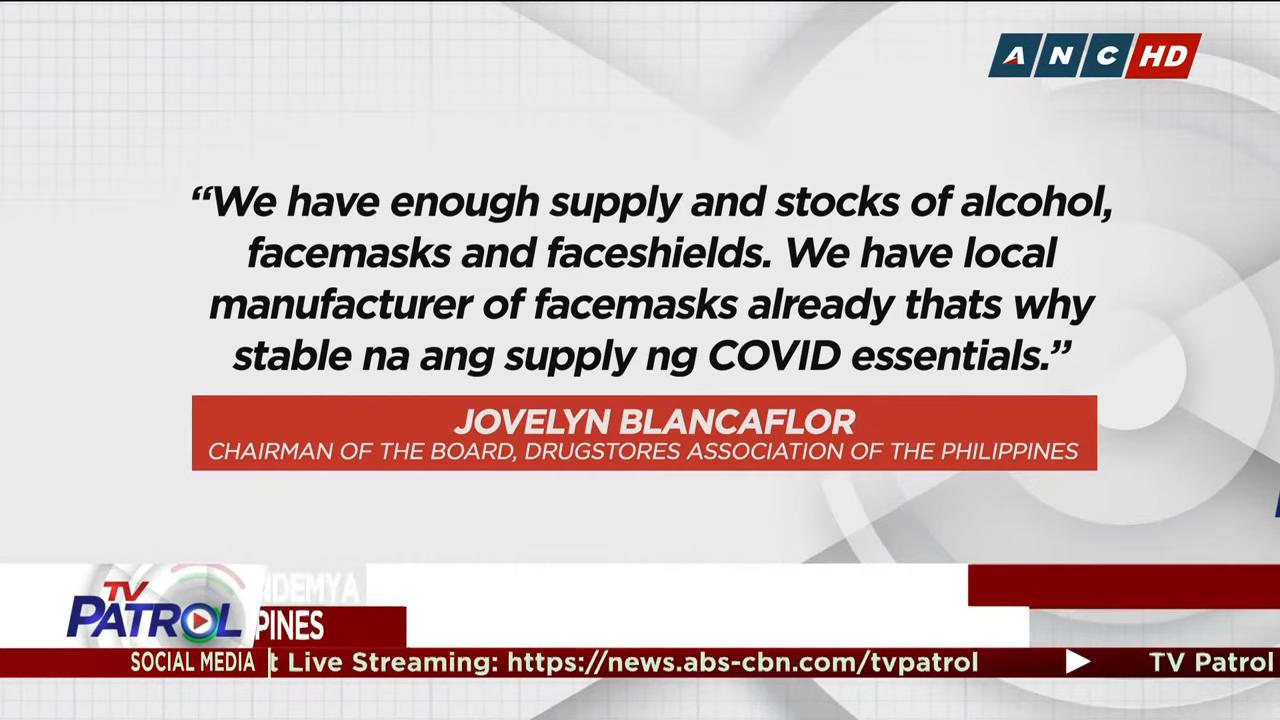 ANC HD
“We have enough supply and stocks of alcohol,
facemasks and faceshields. We have local
manufacturer of facemasks already thats why
stable na ang supply ng COVID essentials.”
JOVELYN BLANCAFLOR
CHAIRMAN OF THE BOARD, DRUGSTORES ASSOCIATION OF THE PHILIPPINES
NDEMYA
TV
PATROL
PINES
SOCIAL MEDIA t Live Streaming: https://news.abs-cbn.com/tvpatrol TV Patrol